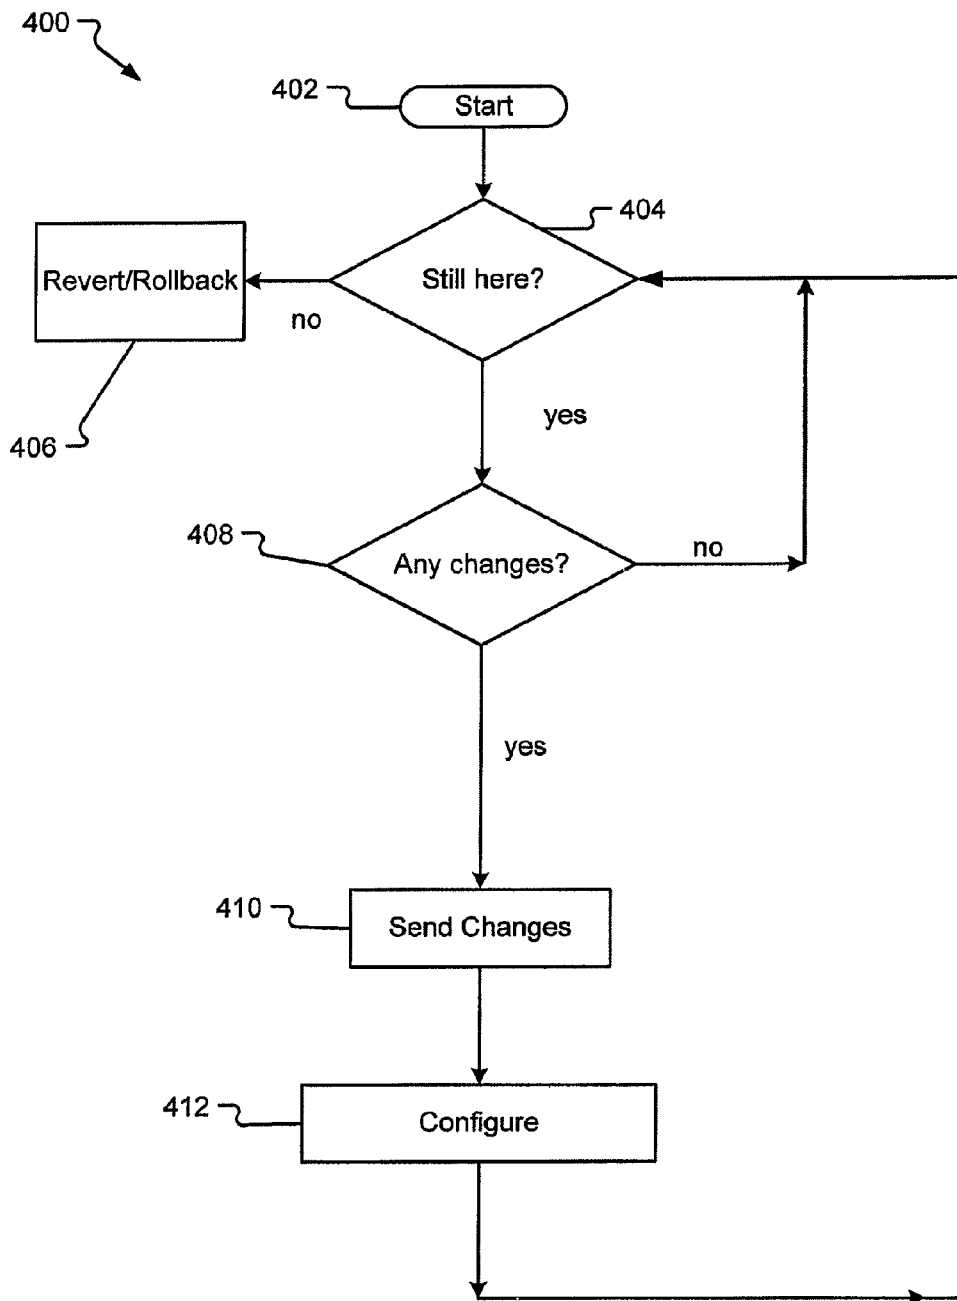 400
402
Start
404
Still here?
Revert/Rollback
no
406
yes
408
Any changes?
no
yes
410
Send Changes
412
Configure